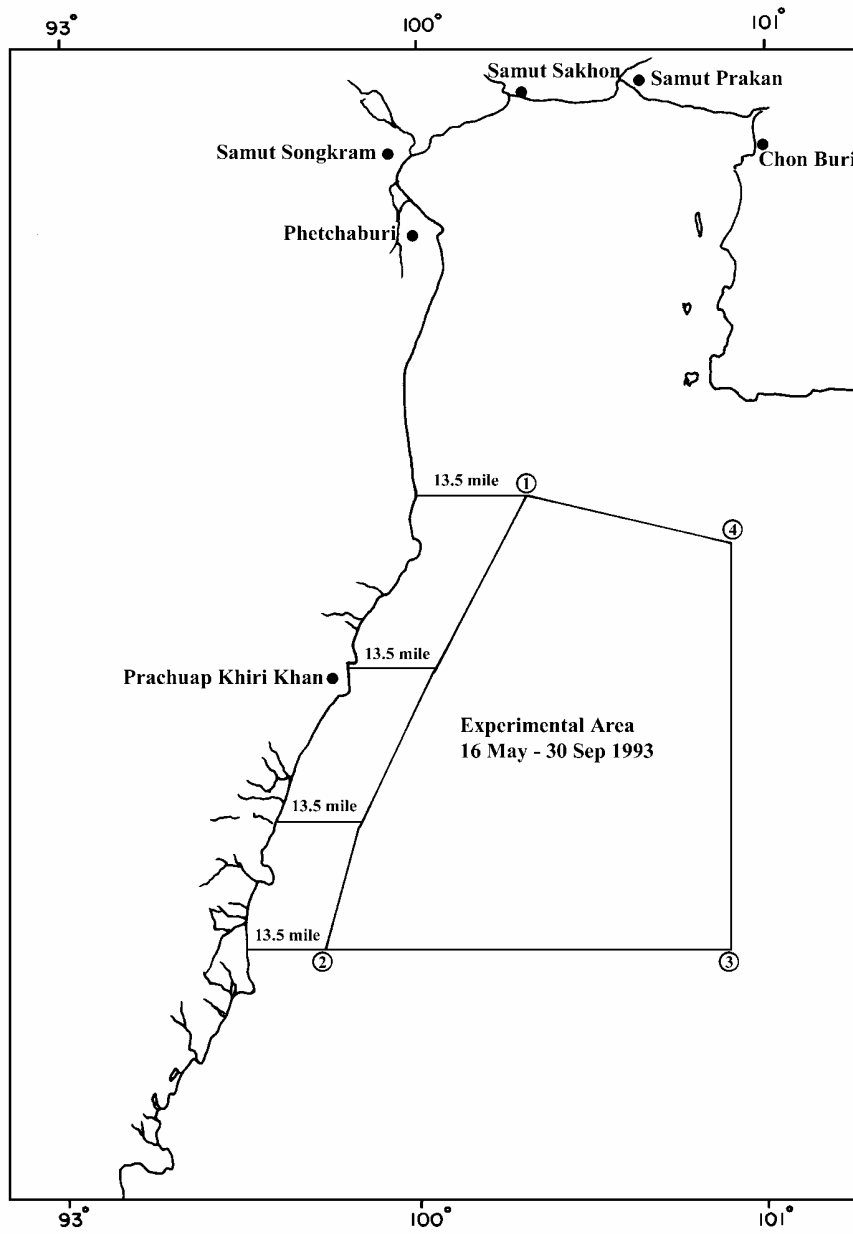 93° 100° 101°
Samut Sakhon Samut Prakan
Samut Songkram
Chon Buri
Phetchaburi
13.5 mile 1
4
13.5 mile
Prachuap Khiri Khan
Experimental Area
16 May - 30 Sep 1993
13.5 mile
13.5 mile
2 3
93° 100° 101°